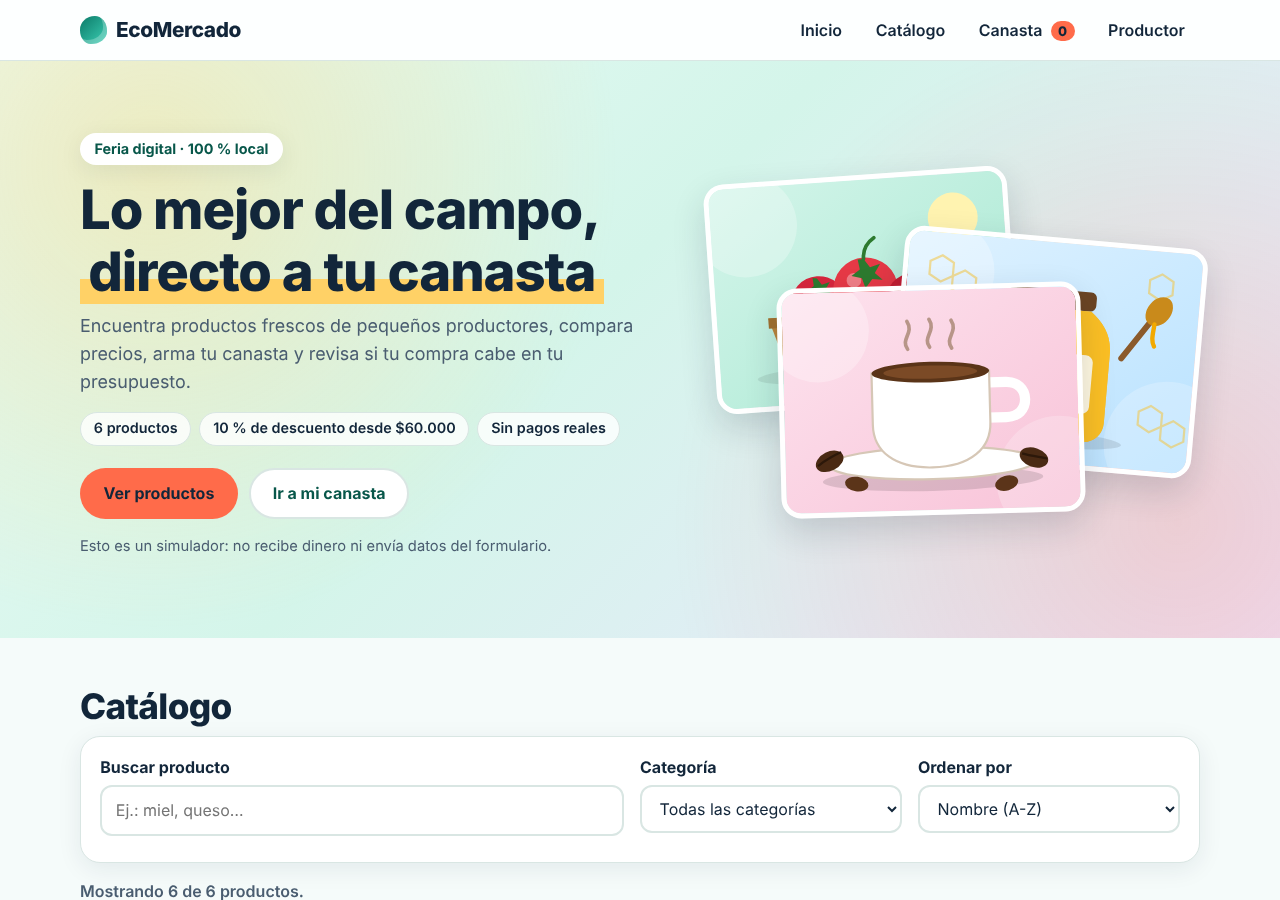 EcoMercado
Inicio
Catálogo
Canasta 0
Productor
Feria digital · 100 % local
Lo mejor del campo,
directo a tu canasta
Encuentra productos frescos de pequeños productores, compara
precios, arma tu canasta y revisa si tu compra cabe en tu
presupuesto.
6 productos
10 % de descuento desde $60.000
Sin pagos reales
Ver productos
Ir a mi canasta
Esto es un simulador: no recibe dinero ni envía datos del formulario.
Catálogo
Buscar producto
Ej.: miel, queso...
Categoría
Todas las categorías
Ordenar por
Nombre (A-Z)
Mostrando 6 de 6 productos.